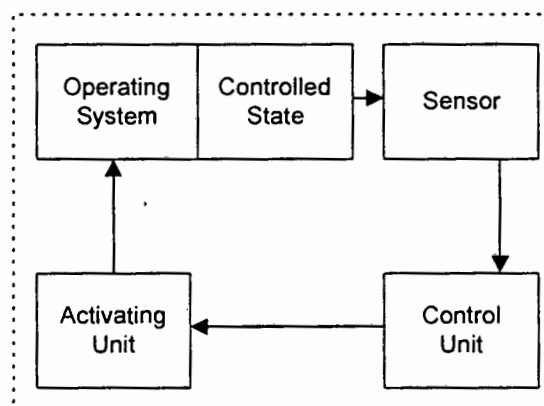 Operating
System
Controlled
State
Sensor
Activating
Unit
Control
Unit